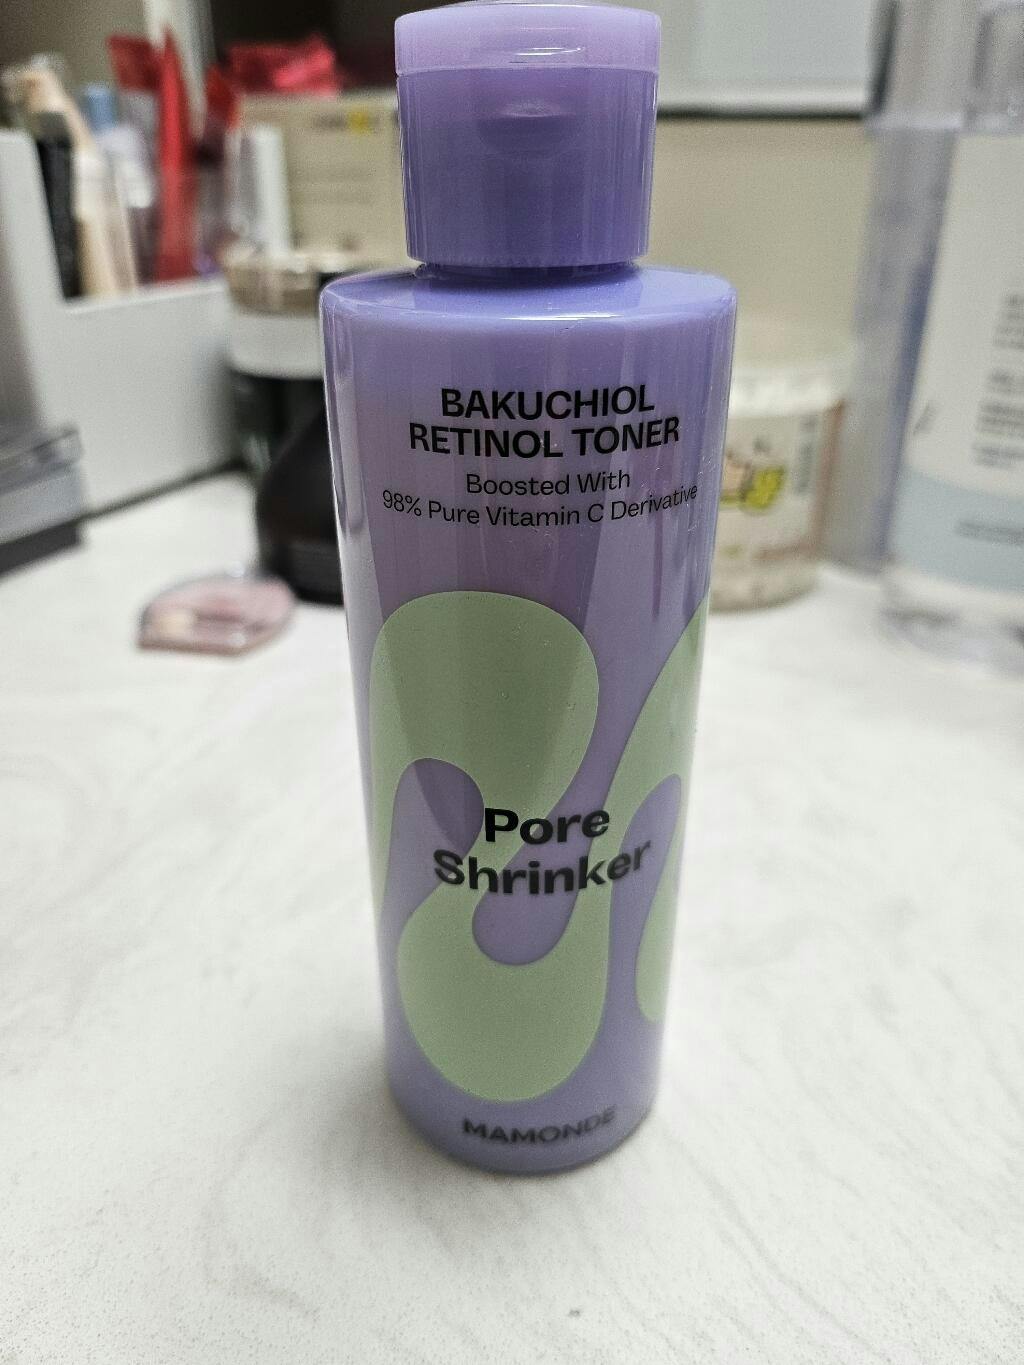 BAKUCHIOL
RETINOL TONER
Boosted With
98% Pure Vitamin C Derivative
Pore
Shrinker
MAMONDE